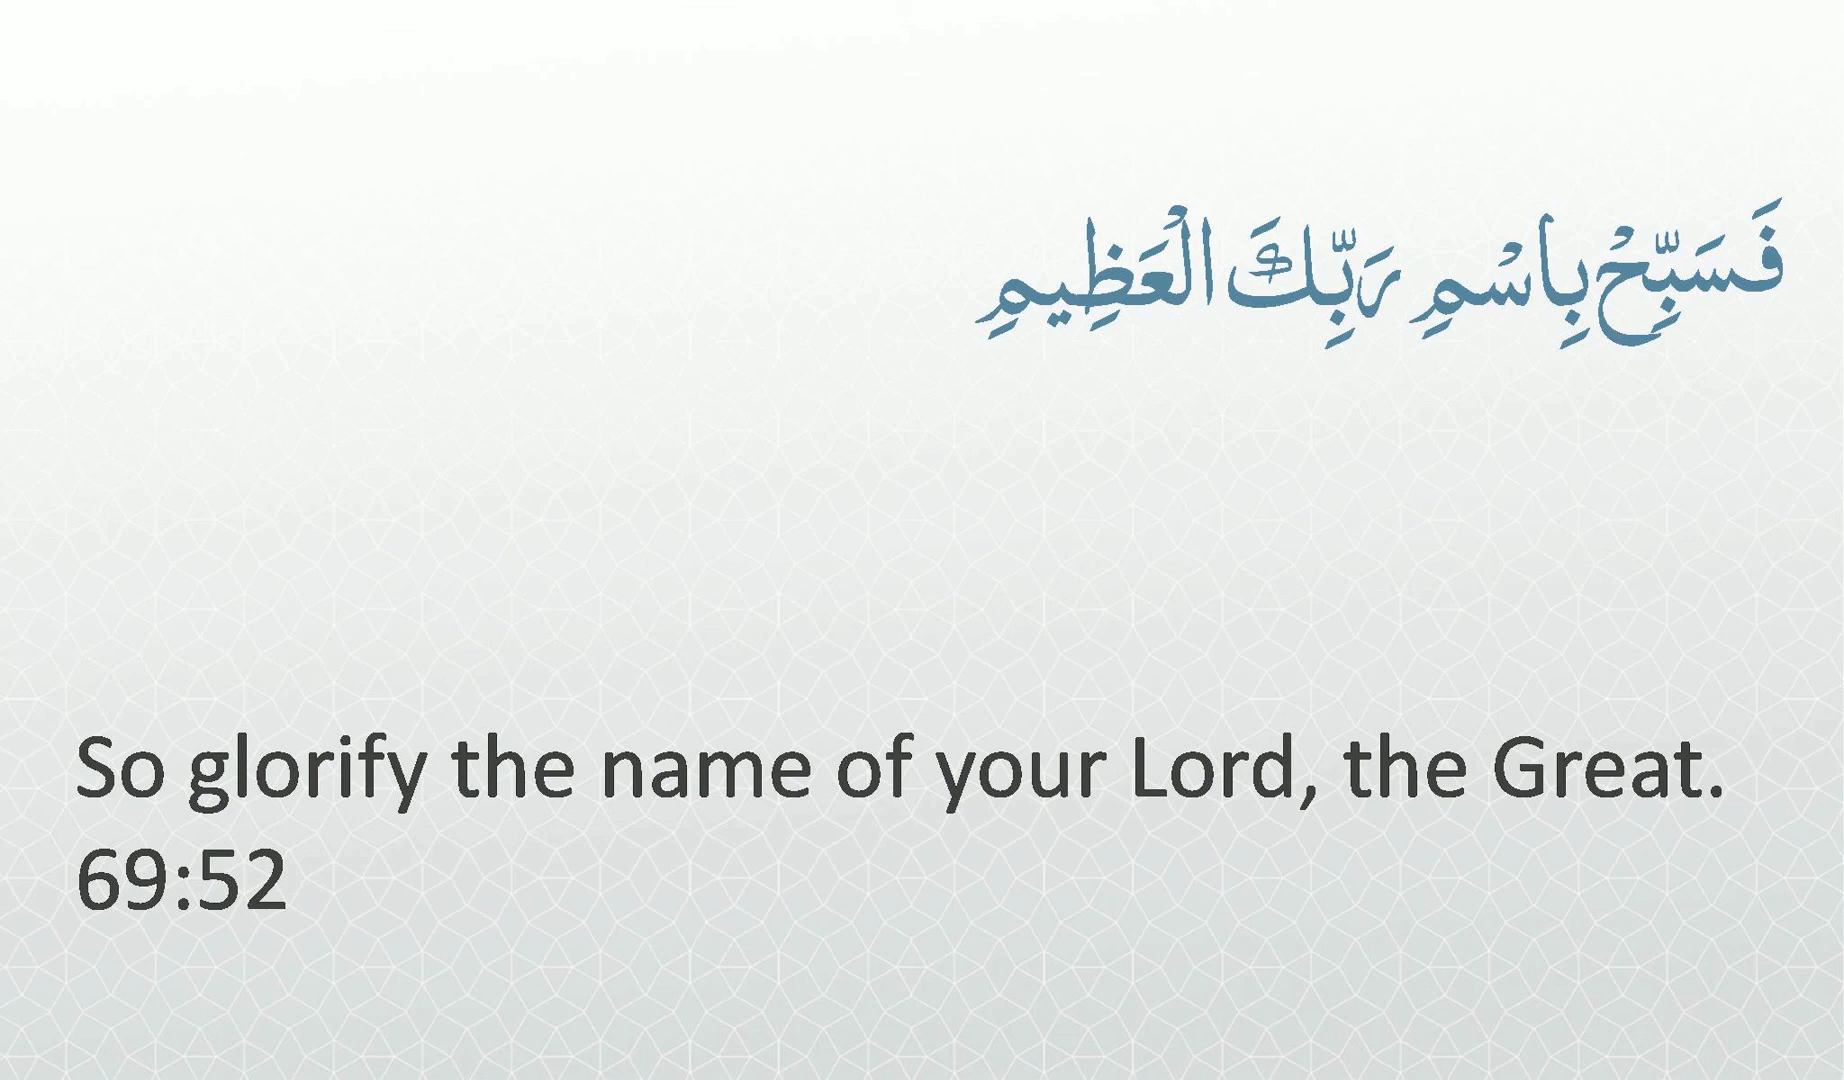 فَسَبِّحْ بِاسْمِ رَبِّكَ الْعَظِيمِ
So glorify the name of your Lord, the Great.
69:52